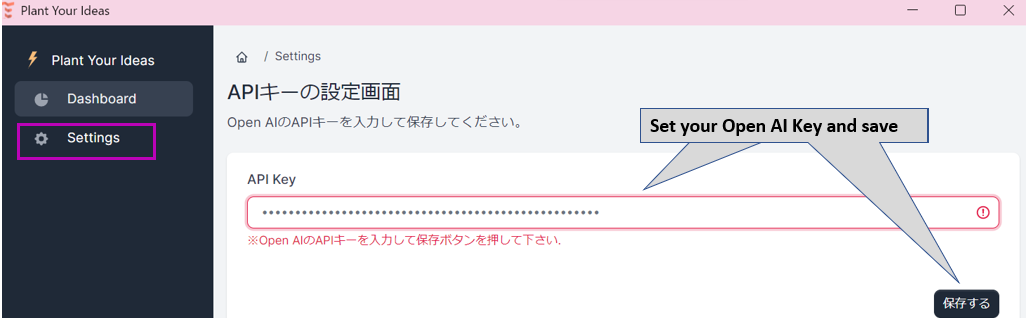 Plant Your Ideas
Plant Your Ideas
Dashboard
Settings
/ Settings
APIキーの設定画面
Open AIのAPIキーを入力して保存してください。
Set your Open AI Key and save
API Key
••••••••••••••••••••••••••••••••••••••••••••••••••••
※Open AIのAPIキーを入力して保存ボタンを押して下さい.
保存する